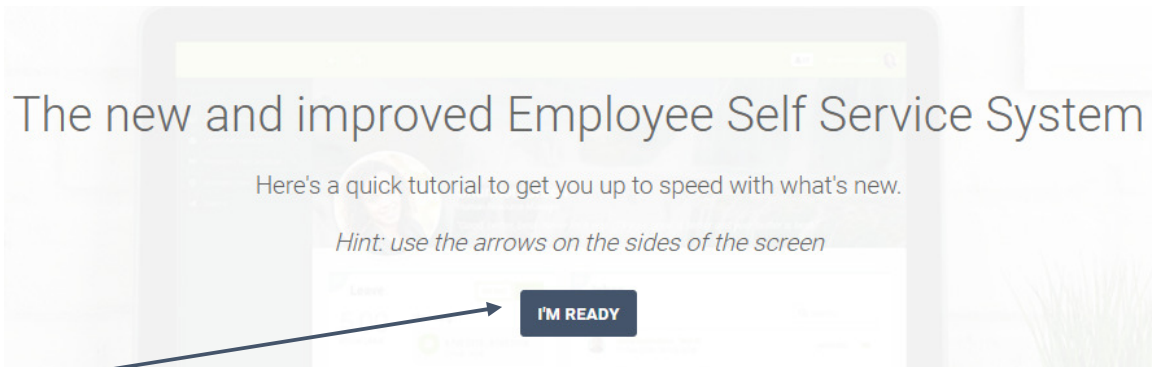 The new and improved Employee Self Service System
Here's a quick tutorial to get you up to speed with what's new.
Hint: use the arrows on the sides of the screen
I'M READY